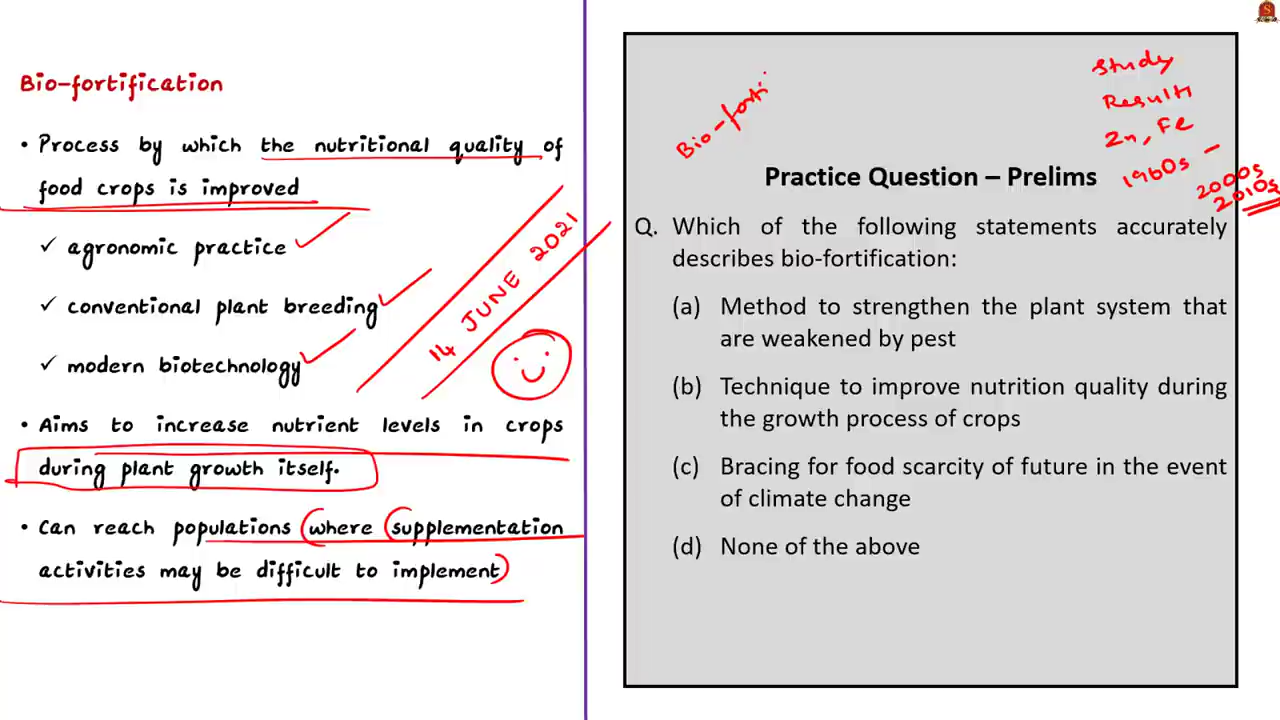 Bio-fortification
• Process by which the nutritional quality of
food crops is improved
✓ agronomic practice
✓ conventional plant breeding
✓ modern biotechnology
• Aims to increase nutrient levels in crops
during plant growth itself.
• Can reach populations where supplementation
activities may be difficult to implement
14 JUNE 2021
Bio-forti
Study
Results
Zn, Fe
1960s -
2000s
2010s
Practice Question – Prelims
Q. Which of the following statements accurately
describes bio-fortification:
(a) Method to strengthen the plant system that
are weakened by pest
(b) Technique to improve nutrition quality during
the growth process of crops
(c) Bracing for food scarcity of future in the event
of climate change
(d) None of the above